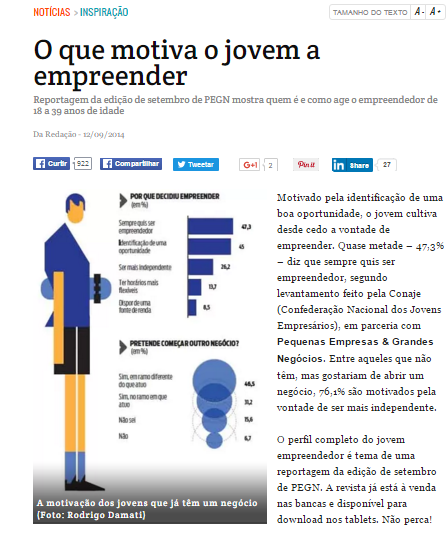 NOTÍCIAS > INSPIRAÇÃO
TAMANHO DO TEXTO A- A+
O que motiva o jovem a
empreender
Reportagem da edição de setembro de PEGN mostra quem é e como age o empreendedor de
18 a 39 anos de idade
Da Redação - 12/09/2014
Curtir 922 Compartilhar Tweetar G+1 2 Pin it in Share 27
POR QUE DECIDIU EMPREENDER
(em %)
Sempre quis ser
empreendedor
47,3
Identificação de uma
oportunidade
45
Ser mais independente
26,2
Ter horários mais
flexíveis
13,7
Dispor de uma
fonte de renda
8,5
PRETENDE COMEÇAR OUTRO NEGÓCIO?
(em %)
Sim, em ramo diferente
do que atuo
46,5
Sim, no ramo em que
atuo
31,2
Não sei
15,6
Não
6,7
A motivação dos jovens que já têm um negócio
(Foto: Rodrigo Damati)
Motivado pela identificação de uma
boa oportunidade, o jovem cultiva
desde cedo a vontade de
empreender. Quase metade – 47,3%
– diz que sempre quis ser
empreendedor, segundo
levantamento feito pela Conaje
(Confederação Nacional dos Jovens
Empresários), em parceria com
Pequenas Empresas & Grandes
Negócios. Entre aqueles que não
têm, mas gostariam de abrir um
negócio, 76,1% são motivados pela
vontade de ser mais independente.
O perfil completo do jovem
empreendedor é tema de uma
reportagem da edição de setembro
de PEGN. A revista já está à venda
nas bancas e disponível para
download nos tablets. Não perca!